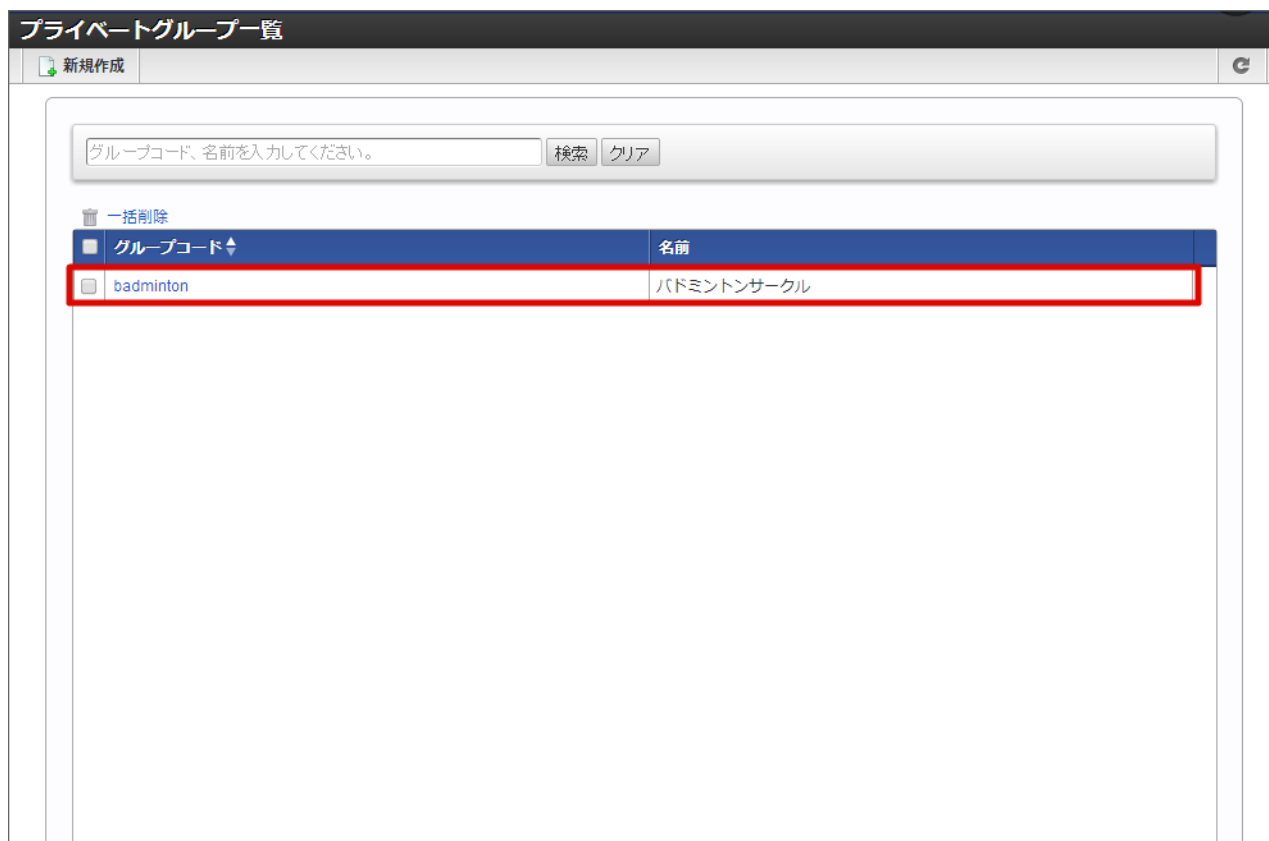 プライベートグループ一覧
新規作成
グループコード、名前を入力してください。 検索 クリア
一括削除
グループコード 名前
badminton バドミントンサークル